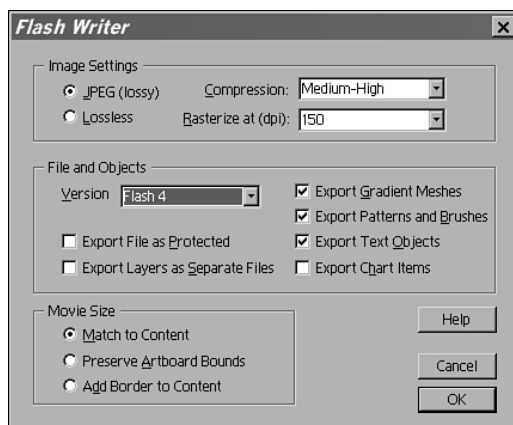 Flash Writer
Image Settings
JPEG (lossy)
Compression: Medium-High
Lossless
Rasterize at (dpi): 150
File and Objects
Version Flash 4
Export Gradient Meshes
Export Patterns and Brushes
Export File as Protected
Export Text Objects
Export Layers as Separate Files
Export Chart Items
Movie Size
Match to Content
Help
Preserve Artboard Bounds
Cancel
Add Border to Content
OK